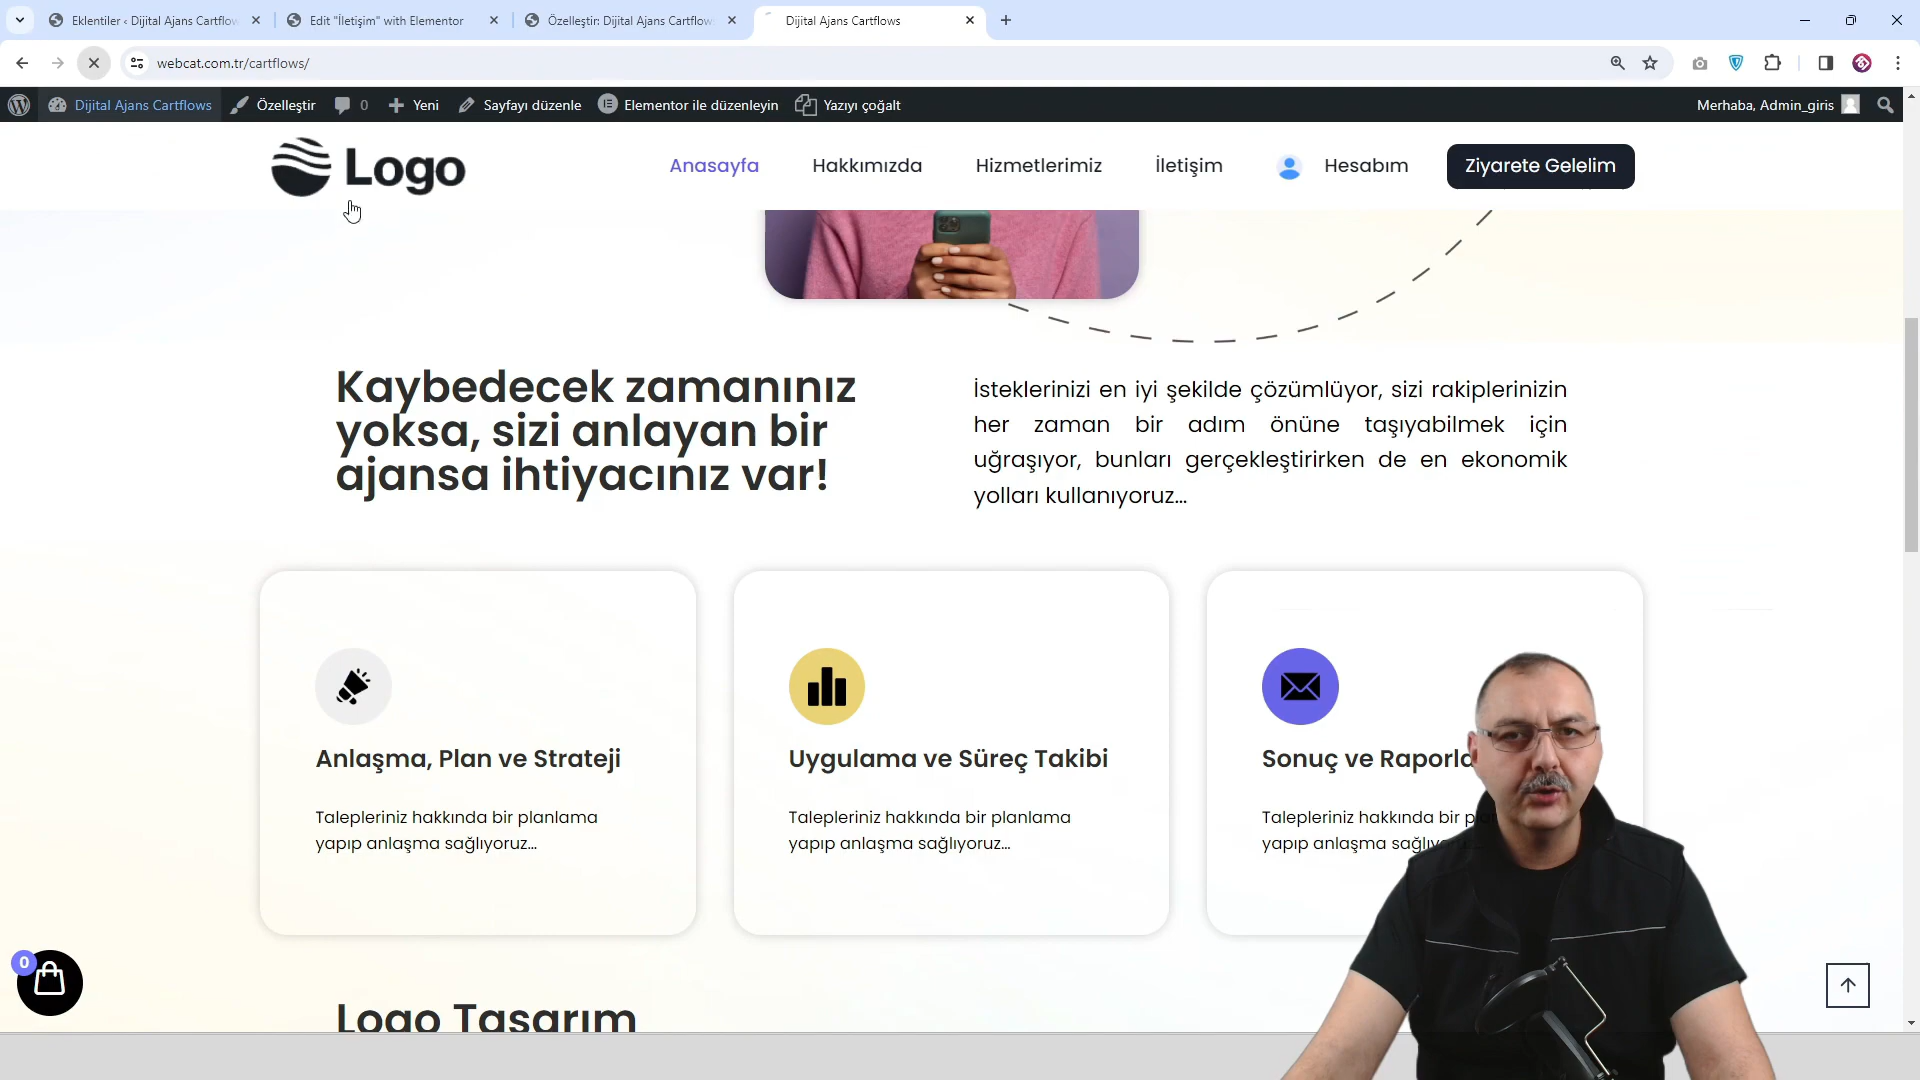 Eklentiler ‹ Dijital Ajans Cartflow
Edit "İletişim" with Elementor
Özelleştir: Dijital Ajans Cartflows
Dijital Ajans Cartflows
webcat.com.tr/cartflows/
Dijital Ajans Cartflows
Özelleştir
0
Yeni
Sayfayı düzenle
Elementor ile düzenleyin
Yazıyı çoğalt
Merhaba, Admin_giris
Logo
Anasayfa
Hakkımızda
Hizmetlerimiz
İletişim
Hesabım
Ziyarete Gelelim
Kaybedecek zamanınız
yoksa, sizi anlayan bir
ajansa ihtiyacınız var!
İsteklerinizi en iyi şekilde çözümlüyor, sizi rakiplerinizin
her zaman bir adım önüne taşıyabilmek için
uğraşıyor, bunları gerçekleştirirken de en ekonomik
yolları kullanıyoruz...
Anlaşma, Plan ve Strateji
Talepleriniz hakkında bir planlama
yapıp anlaşma sağlıyoruz...
Uygulama ve Süreç Takibi
Talepleriniz hakkında bir planlama
yapıp anlaşma sağlıyoruz...
Sonuç ve
Talepleriniz hakkında bir
yapıp anlaşma
0
Logo Tasarım